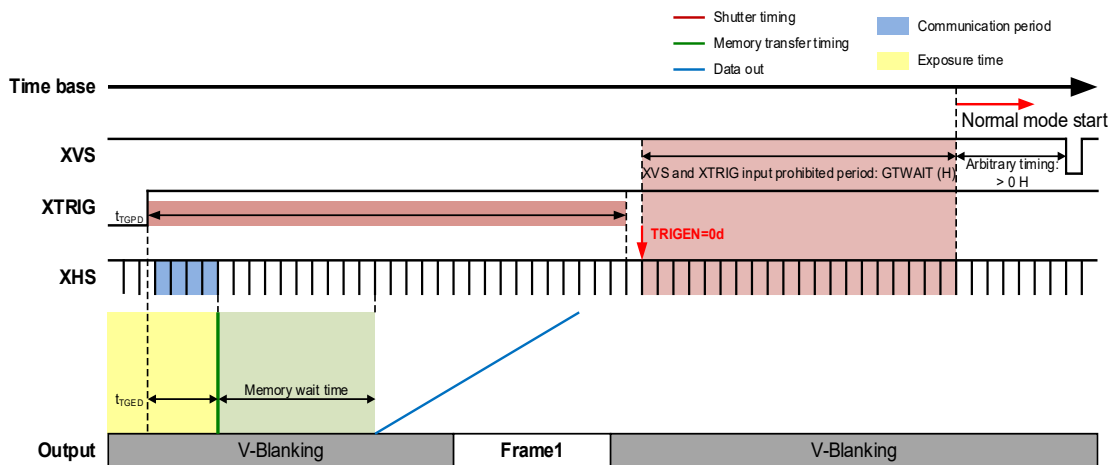 Shutter timing
Memory transfer timing
Data out
Communication period
Exposure time
Time base
Normal mode start
XVS
XVS and XTRIG input prohibited period: GTWAIT (H)
Arbitrary timing:
> 0 H
XTRIG
tTGPD
TRIGEN=0d
XHS
tTGED
Memory wait time
Output
V-Blanking
Frame1
V-Blanking